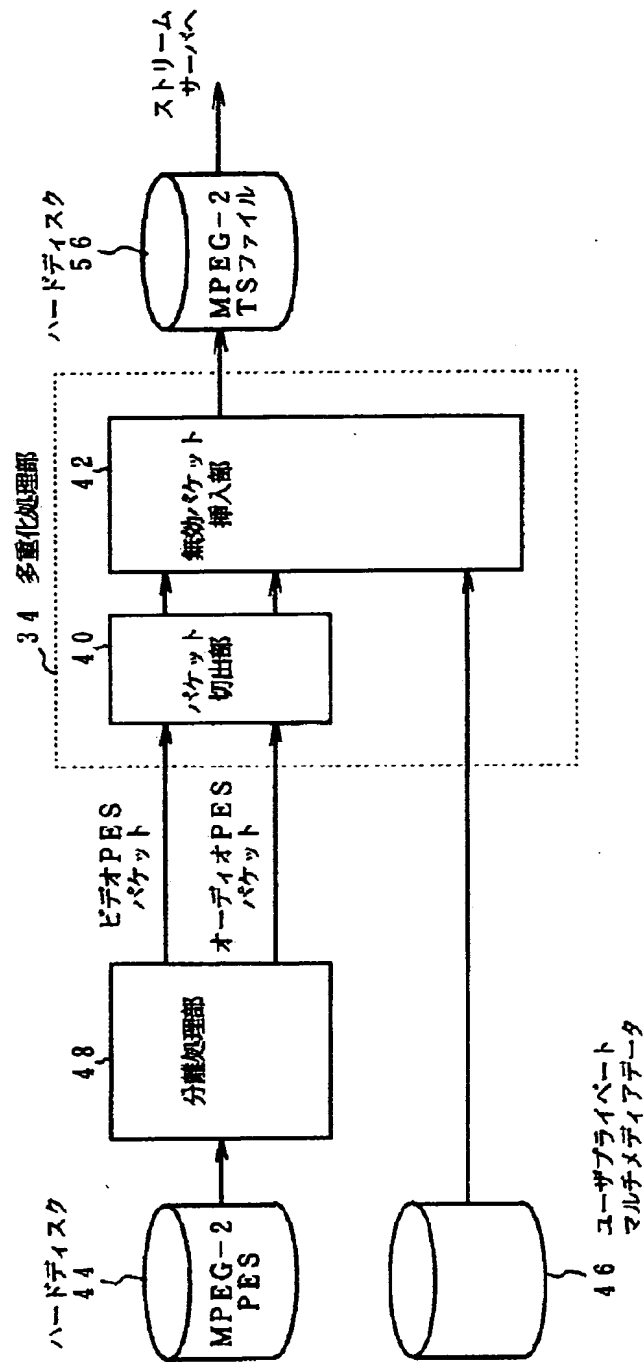 ハードディスク
44
MPEG-2
PES
48
分離処理部
ビデオPES
パケット
オーディオPES
パケット
34 多重化処理部
40
パケット
切出部
42
無効パケット
挿入部
ハードディスク
56
MPEG-2
TSファイル
ストリーム
サーバへ
46 ユーザプライベート
マルチメディアデータ